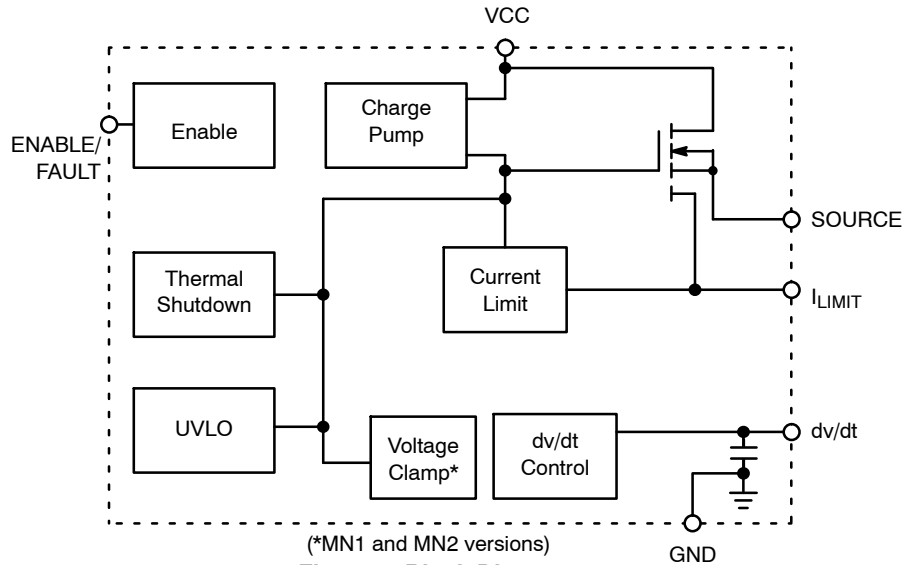 VCC
ENABLE/
FAULT
Enable
Charge
Pump
SOURCE
Thermal
Shutdown
Current
Limit
ILIMIT
UVLO
Voltage
Clamp*
dv/dt
Control
dv/dt
(*MN1 and MN2 versions)
GND